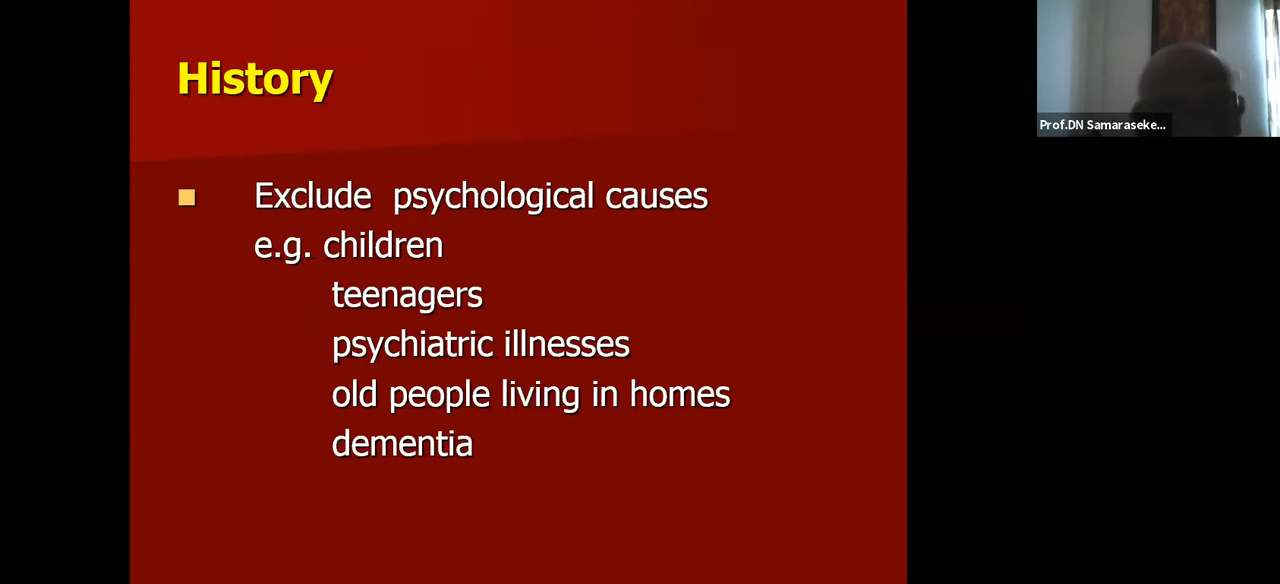 History
Exclude psychological causes
e.g. children
teenagers
psychiatric illnesses
old people living in homes
dementia
Prof.DN Samaraseke...